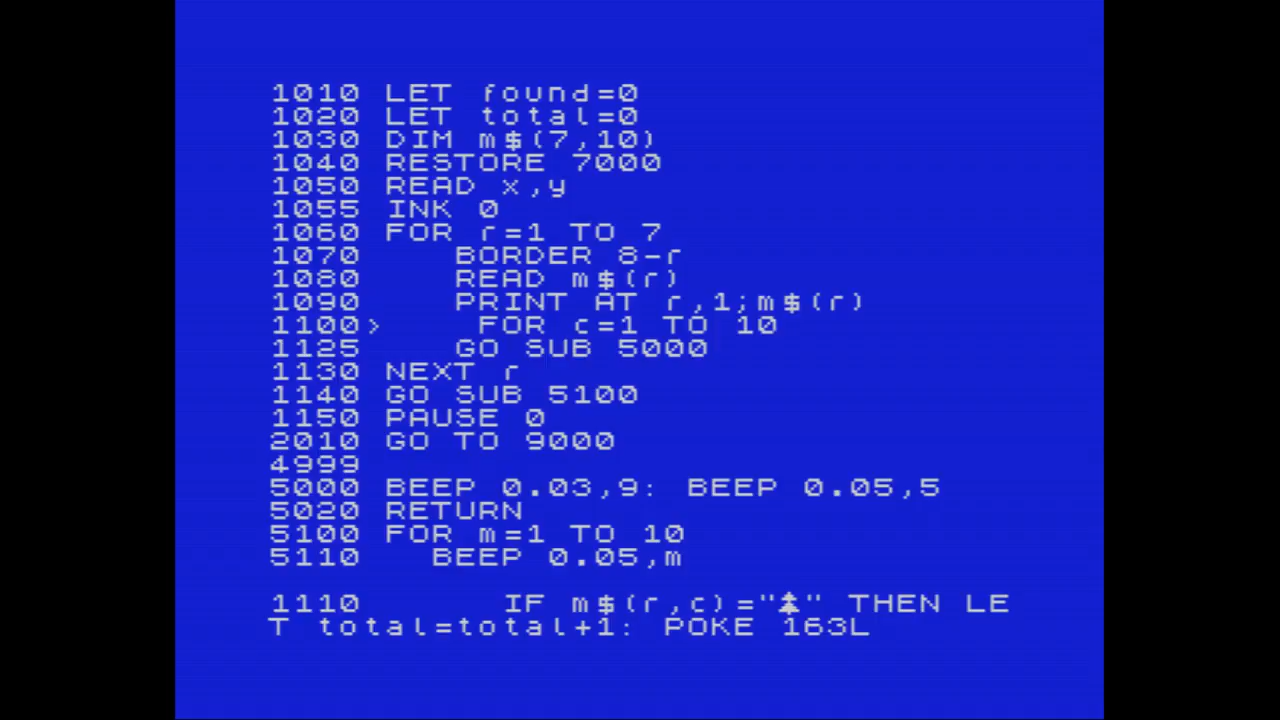 1010 LET found=0
1020 LET total=0
1030 DIM m$(7,10)
1040 RESTORE 7000
1050 READ x,y
1055 INK 0
1060 FOR r=1 TO 7
1070    BORDER 8-r
1080    READ m$(r)
1090    PRINT AT r,1;m$(r)
1100>    FOR c=1 TO 10
1125    GO SUB 5000
1130 NEXT r
1140 GO SUB 5100
1150 PAUSE 0
2010 GO TO 9000
4999
5000 BEEP 0.03,9: BEEP 0.05,5
5020 RETURN
5100 FOR m=1 TO 10
5110   BEEP 0.05,m
1110      IF m$(r,c)="🌲" THEN LE
T total=total+1: POKE 163L